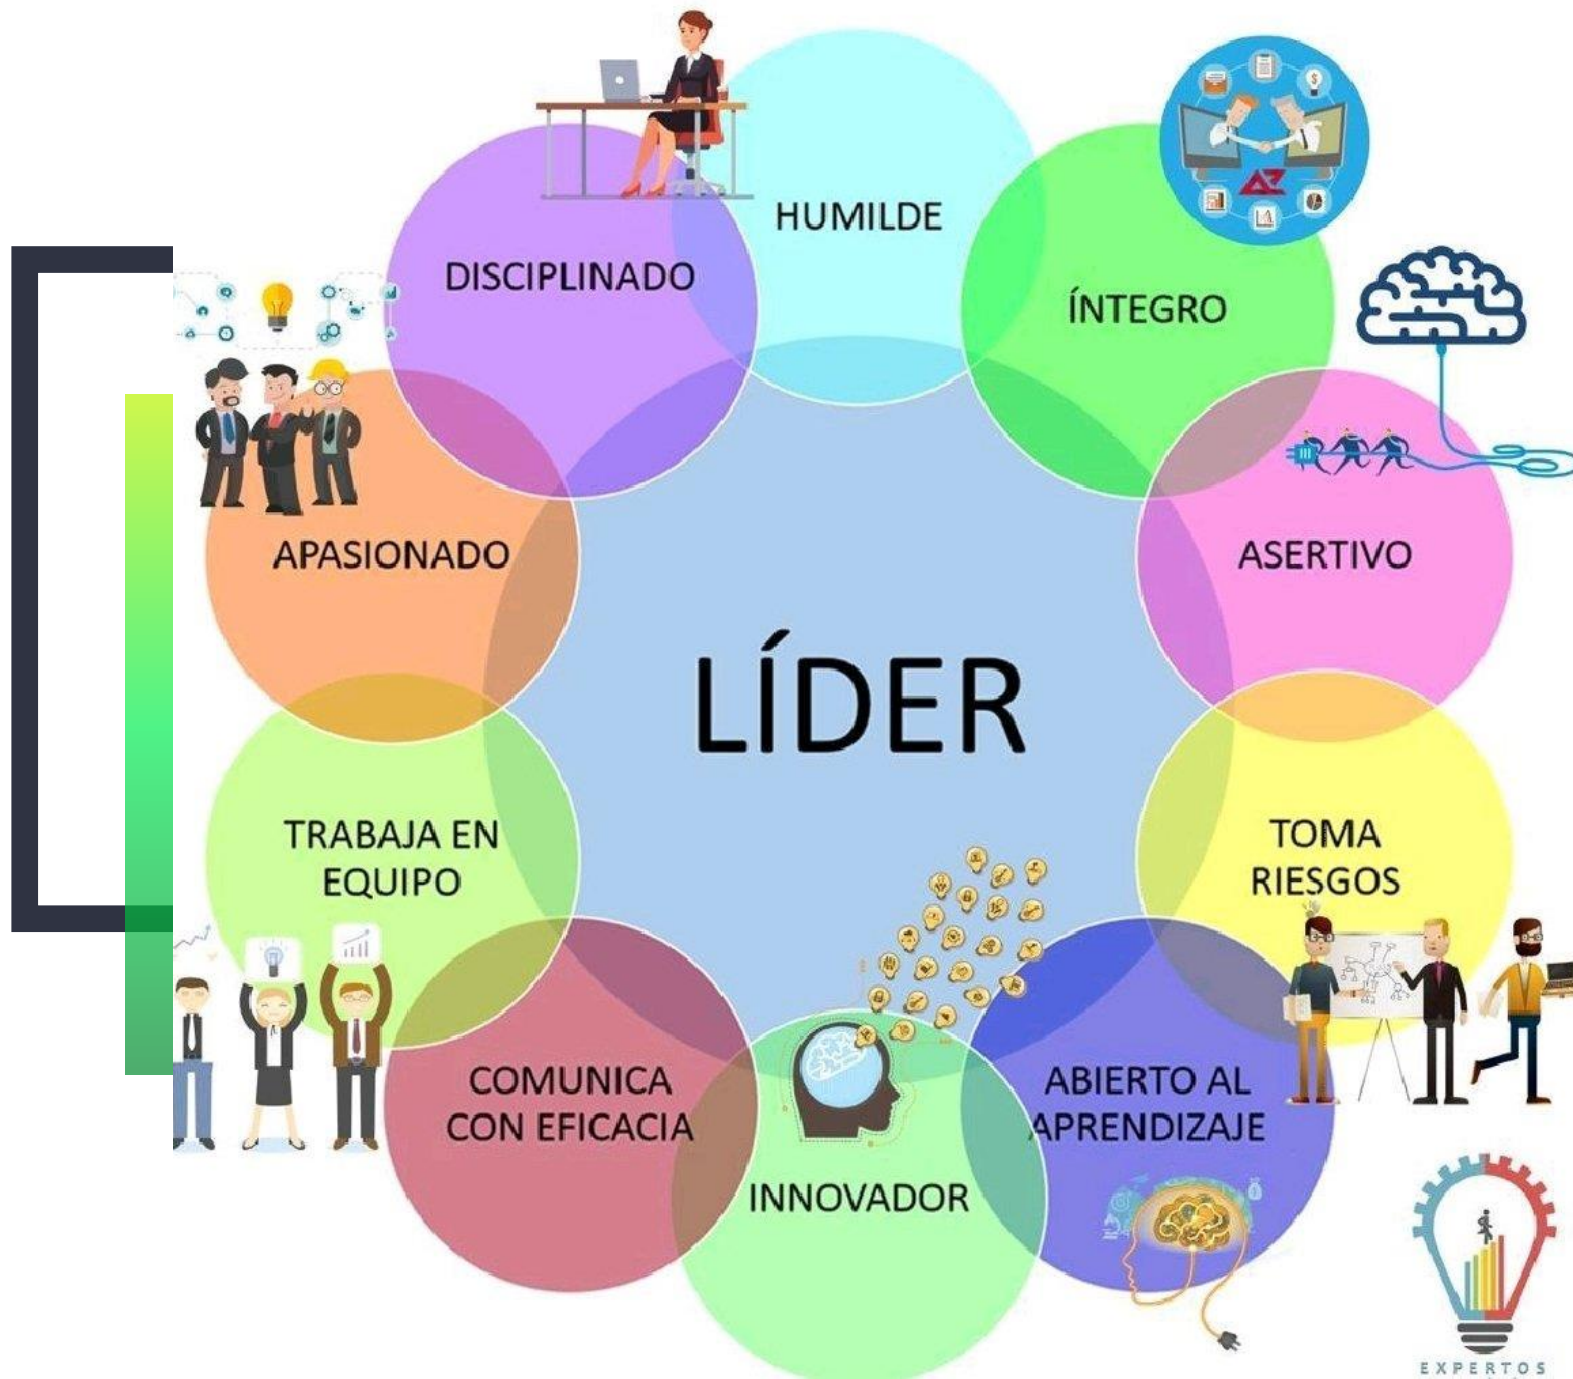 HUMILDE
DISCIPLINADO
ÍNTEGRO
APASIONADO
ASERTIVO
LÍDER
TRABAJA EN
EQUIPO
TOMA
RIESGOS
COMUNICA
CON EFICACIA
ABIERTO AL
APRENDIZAJE
INNOVADOR
EXPERTOS